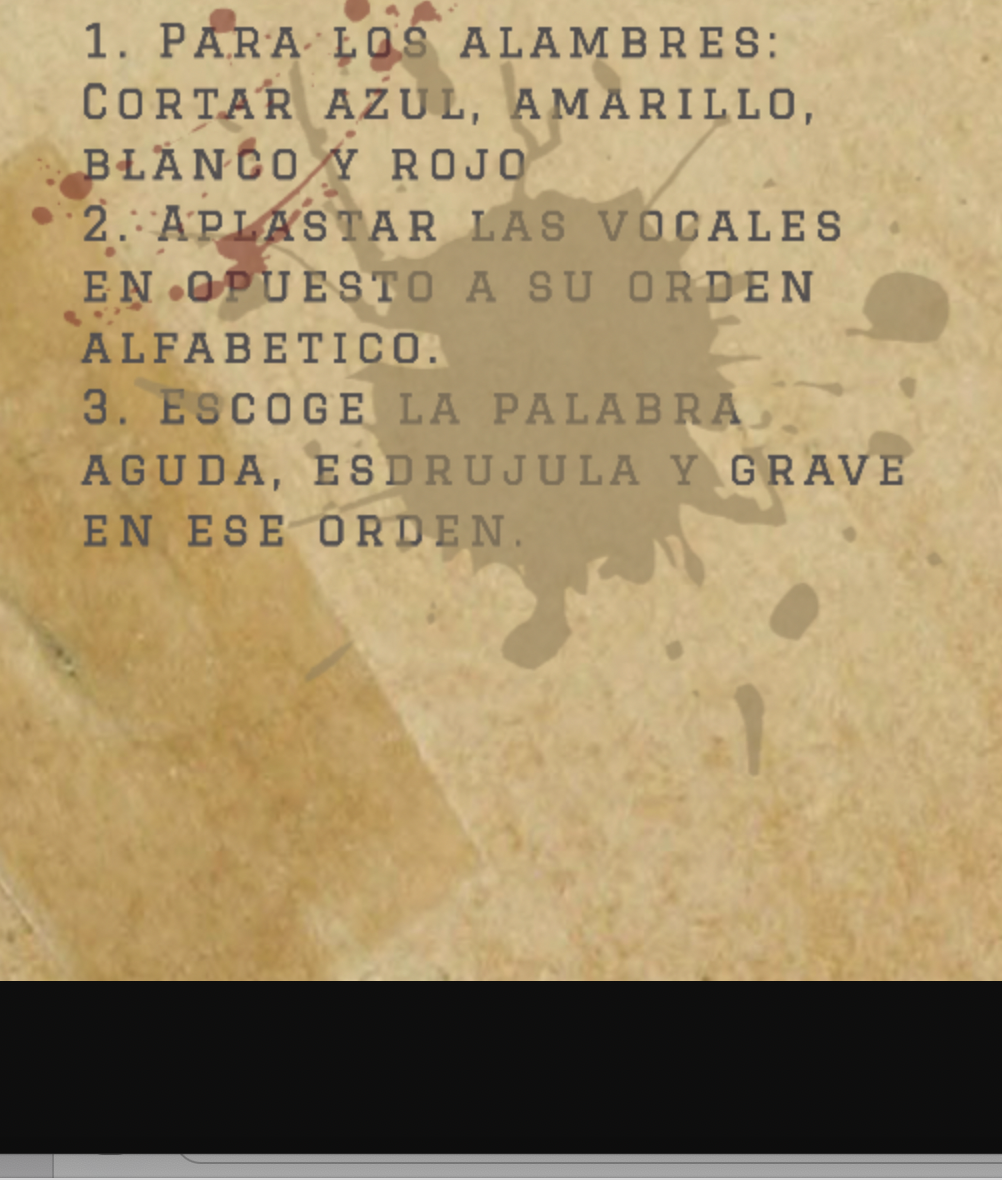 1. Para los alambres:
Cortar azul, amarillo,
blanco y rojo
2. Aplastar las vocales
en opuesto a su orden
alfabetico.
3. Escoge la palabra
aguda, esdrujula y grave
en ese orden.